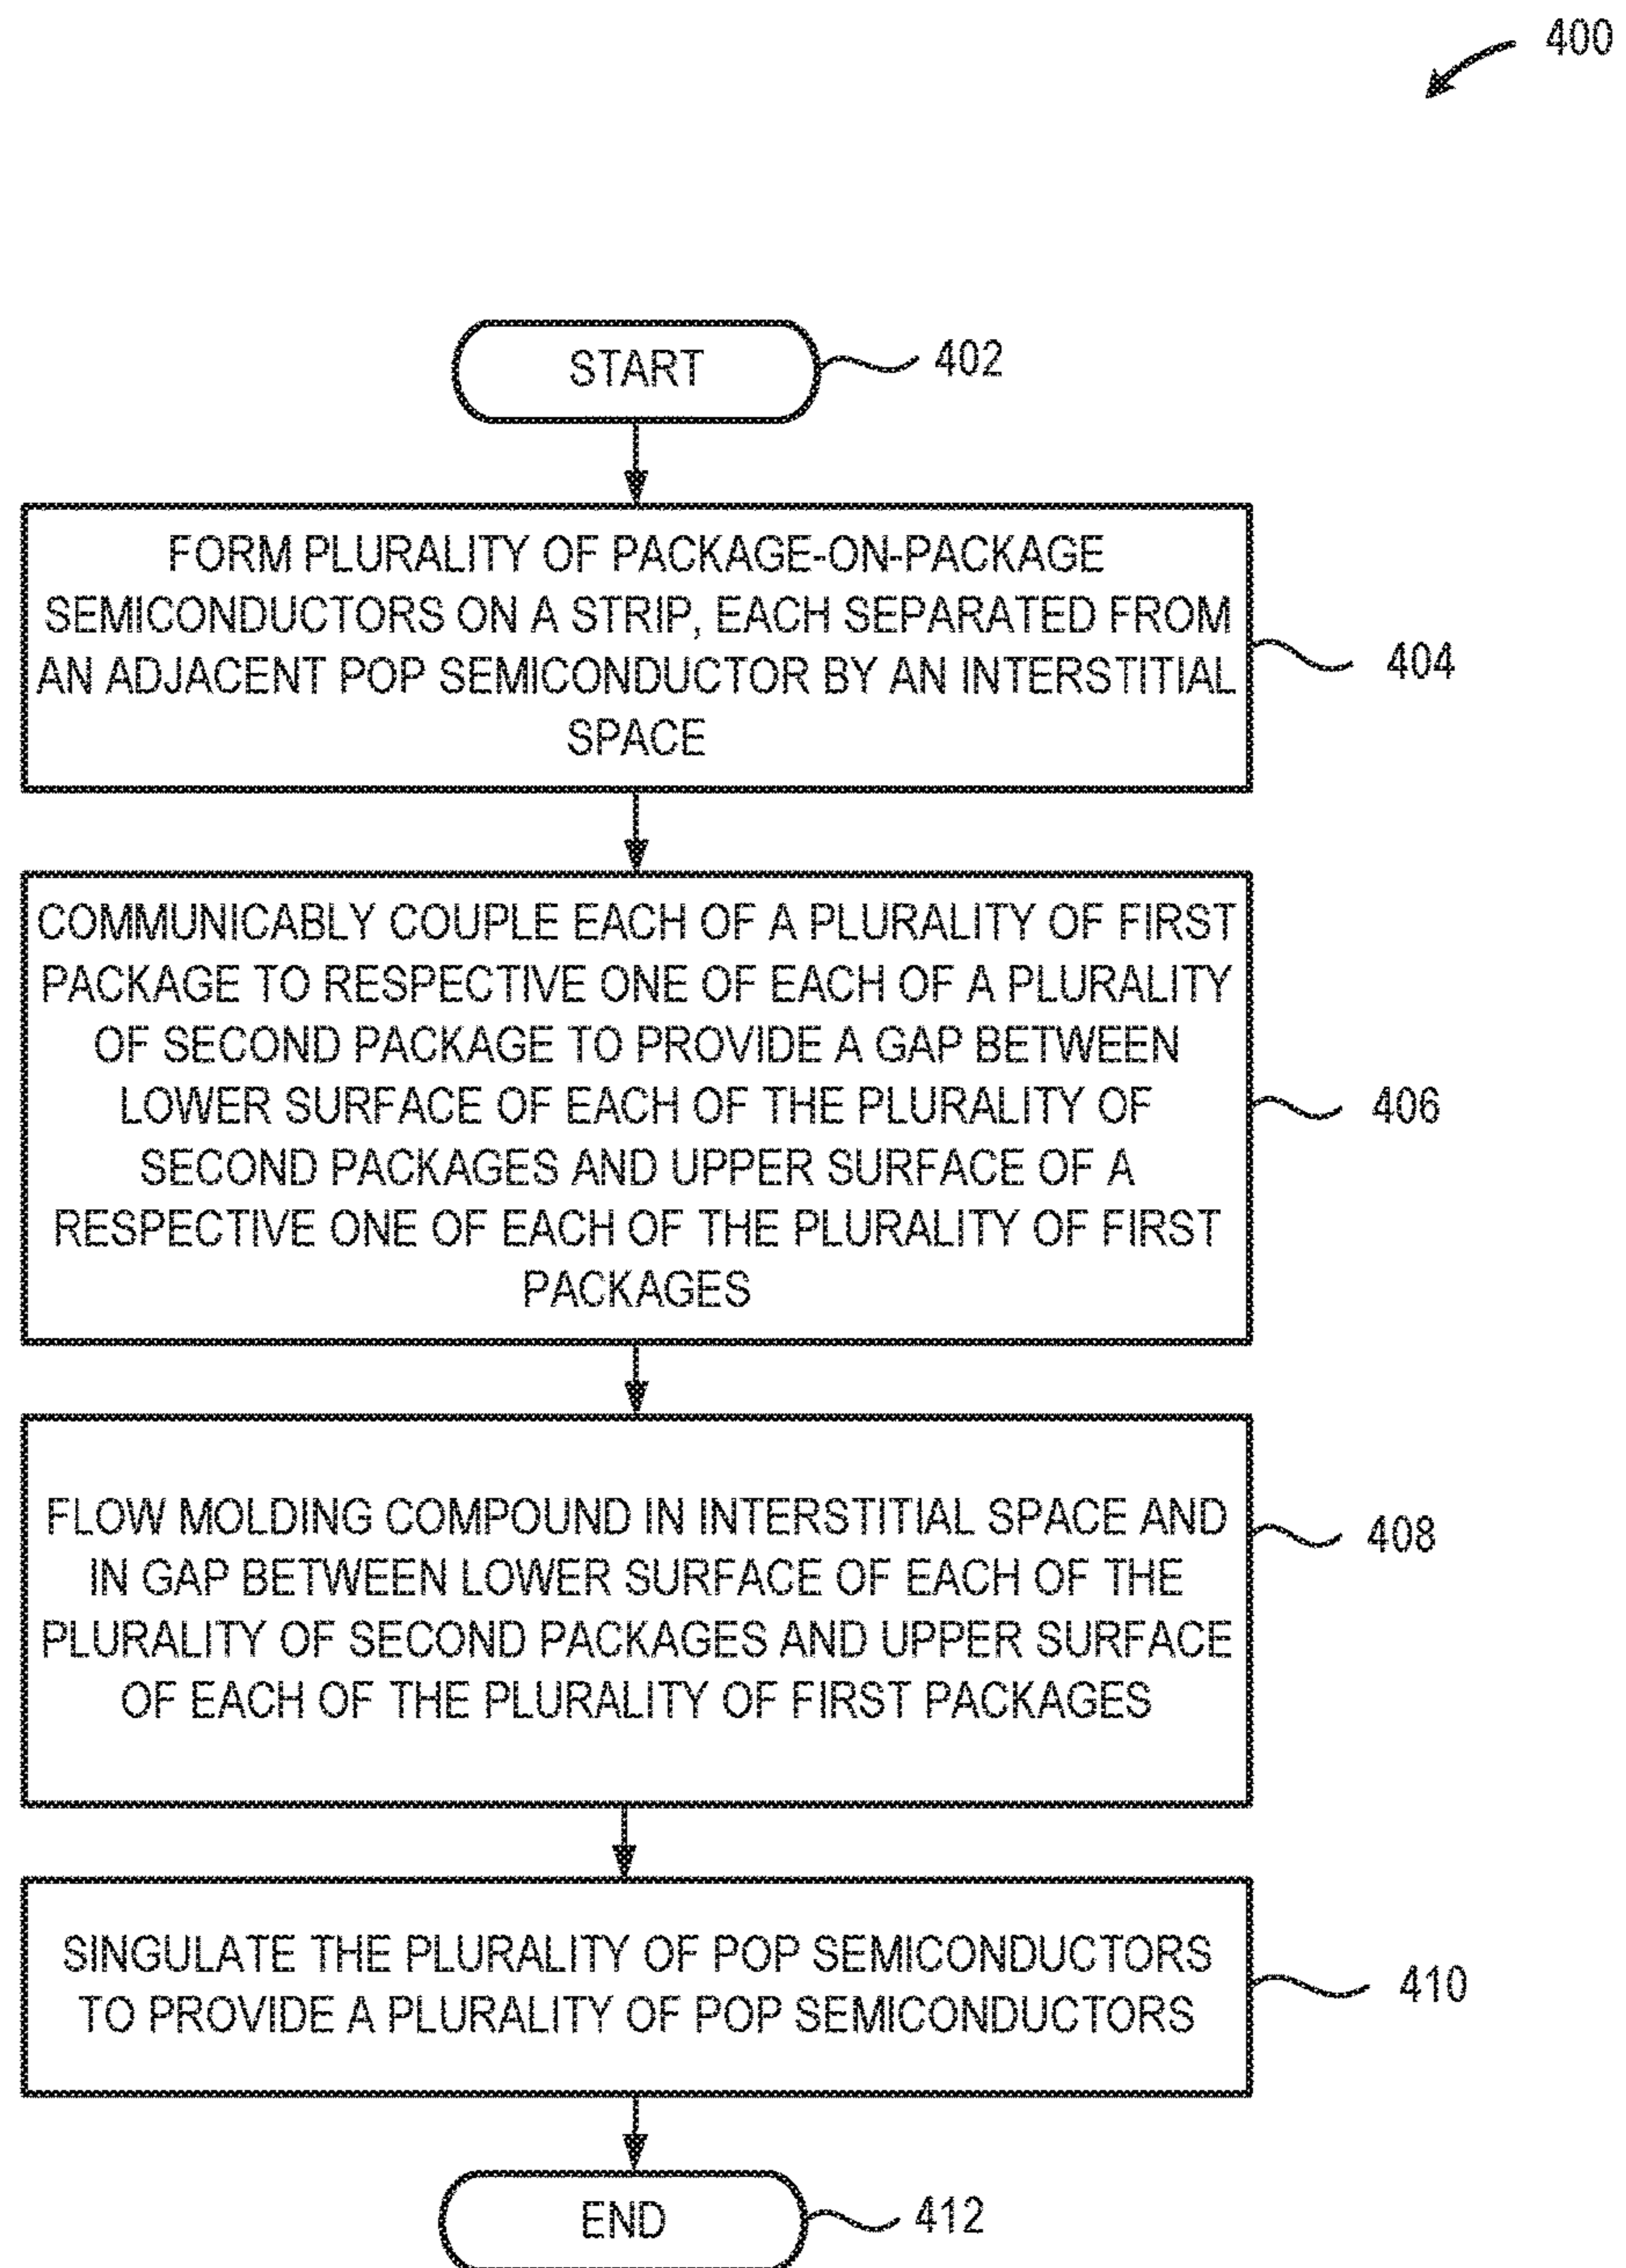 400
START
402
FORM PLURALITY OF PACKAGE-ON-PACKAGE
SEMICONDUCTORS ON A STRIP, EACH SEPARATED FROM
AN ADJACENT POP SEMICONDUCTOR BY AN INTERSTITIAL
SPACE
404
COMMUNICABLY COUPLE EACH OF A PLURALITY OF FIRST
PACKAGE TO RESPECTIVE ONE OF EACH OF A PLURALITY
OF SECOND PACKAGE TO PROVIDE A GAP BETWEEN
LOWER SURFACE OF EACH OF THE PLURALITY OF
SECOND PACKAGES AND UPPER SURFACE OF A
RESPECTIVE ONE OF EACH OF THE PLURALITY OF FIRST
PACKAGES
406
FLOW MOLDING COMPOUND IN INTERSTITIAL SPACE AND
IN GAP BETWEEN LOWER SURFACE OF EACH OF THE
PLURALITY OF SECOND PACKAGES AND UPPER SURFACE
OF EACH OF THE PLURALITY OF FIRST PACKAGES
408
SINGULATE THE PLURALITY OF POP SEMICONDUCTORS
TO PROVIDE A PLURALITY OF POP SEMICONDUCTORS
410
END
412